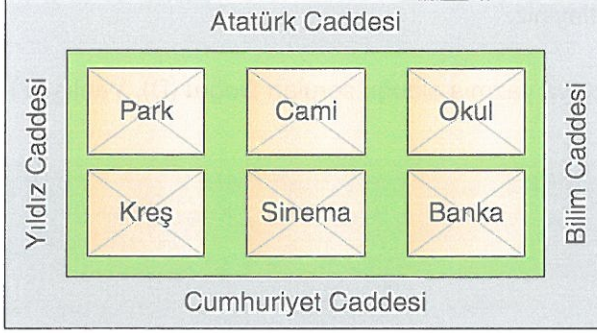 Atatürk Caddesi
Yıldız Caddesi
Park Cami Okul
Kreş Sinema Banka
Bilim Caddesi
Cumhuriyet Caddesi